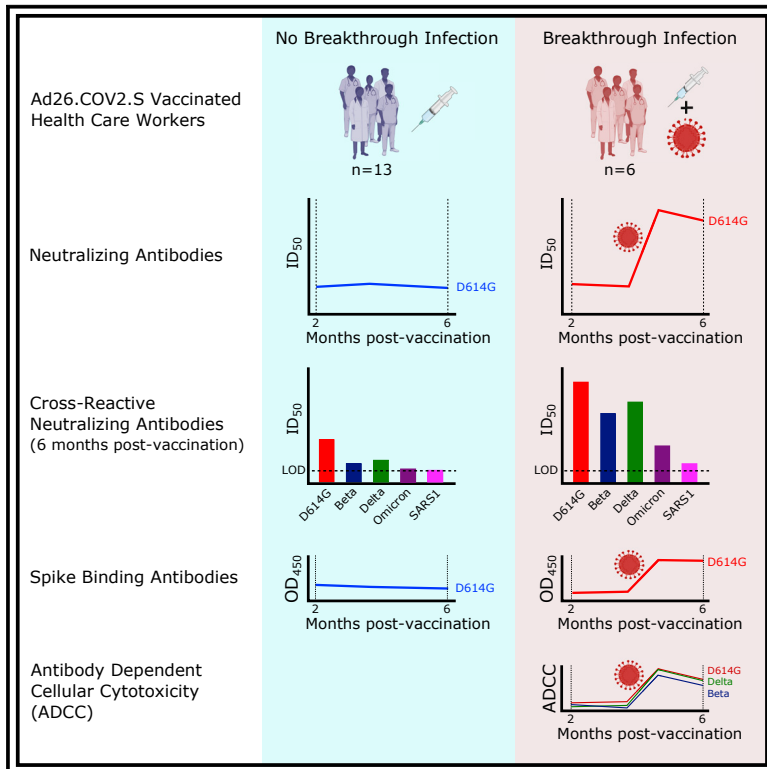 No Breakthrough Infection
Breakthrough Infection
Ad26.COV2.S Vaccinated
Health Care Workers
n=13
+
n=6
Neutralizing Antibodies
ID50
D614G
2
6
Months post-vaccination
ID50
D614G
2
6
Months post-vaccination
Cross-Reactive
Neutralizing Antibodies
(6 months post-vaccination)
ID50
LOD
D614G
Beta
Delta
Omicron
SARS1
ID50
LOD
D614G
Beta
Delta
Omicron
SARS1
Spike Binding Antibodies
OD450
D614G
2
6
Months post-vaccination
OD450
D614G
2
6
Months post-vaccination
Antibody Dependent
Cellular Cytotoxicity
(ADCC)
ADCC
D614G
Delta
Beta
2
6
Months post-vaccination